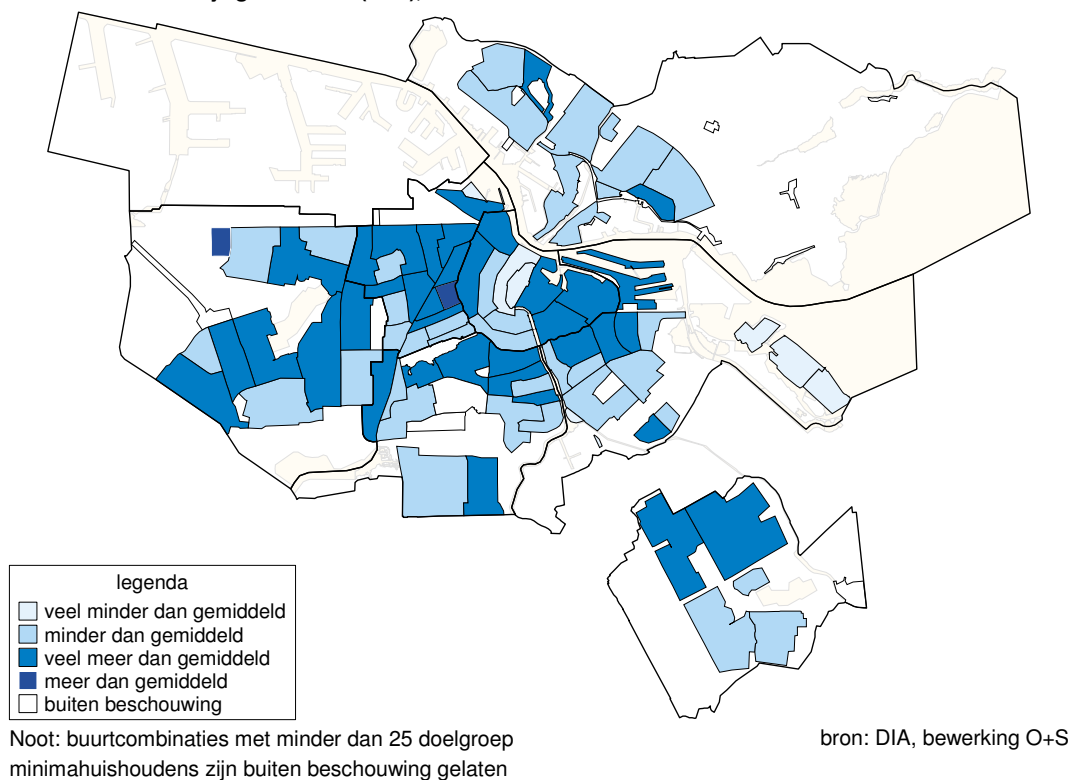 legenda
veel minder dan gemiddeld
minder dan gemiddeld
veel meer dan gemiddeld
meer dan gemiddeld
buiten beschouwing
Noot: buurtcombinaties met minder dan 25 doelgroep
minimahuishoudens zijn buiten beschouwing gelaten
bron: DIA, bewerking O+S